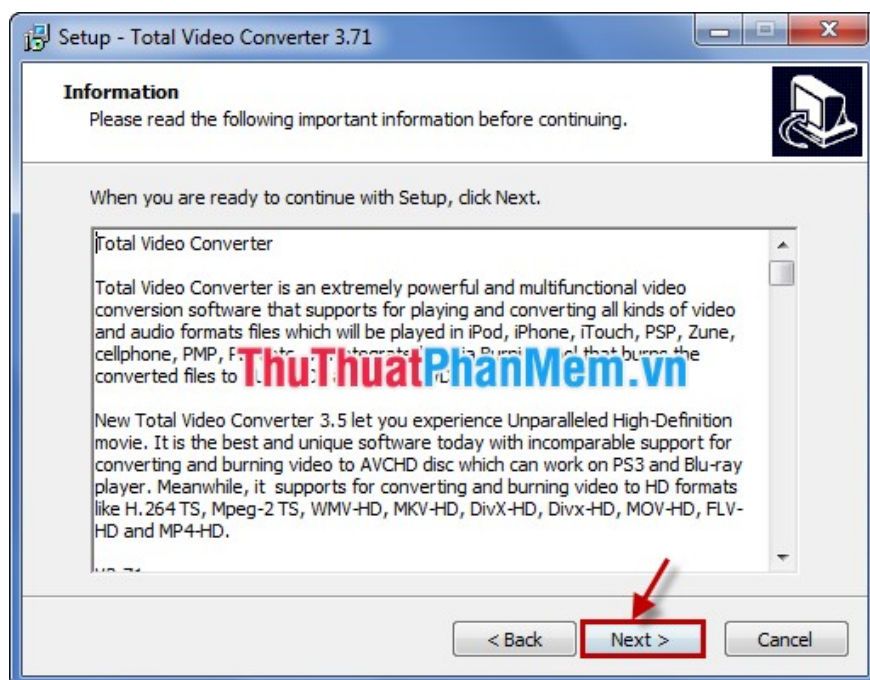 Setup - Total Video Converter 3.71
Information
Please read the following important information before continuing.
When you are ready to continue with Setup, click Next.
Total Video Converter
Total Video Converter is an extremely powerful and multifunctional video
conversion software that supports for playing and converting all kinds of video
and audio formats files which will be played in iPod, iPhone, iTouch, PSP, Zune,
cellphone, PMP, that burns the
converted files to
ThuThuatPhanMem.vn
New Total Video Converter 3.5 let you experience Unparalleled High-Definition
movie. It is the best and unique software today with incomparable support for
converting and burning video to AVCHD disc which can work on PS3 and Blu-ray
player. Meanwhile, it supports for converting and burning video to HD formats
like H.264 TS, Mpeg-2 TS, WMV-HD, MKV-HD, DivX-HD, Divx-HD, MOV-HD, FLV-
HD and MP4-HD.
< Back Next > Cancel